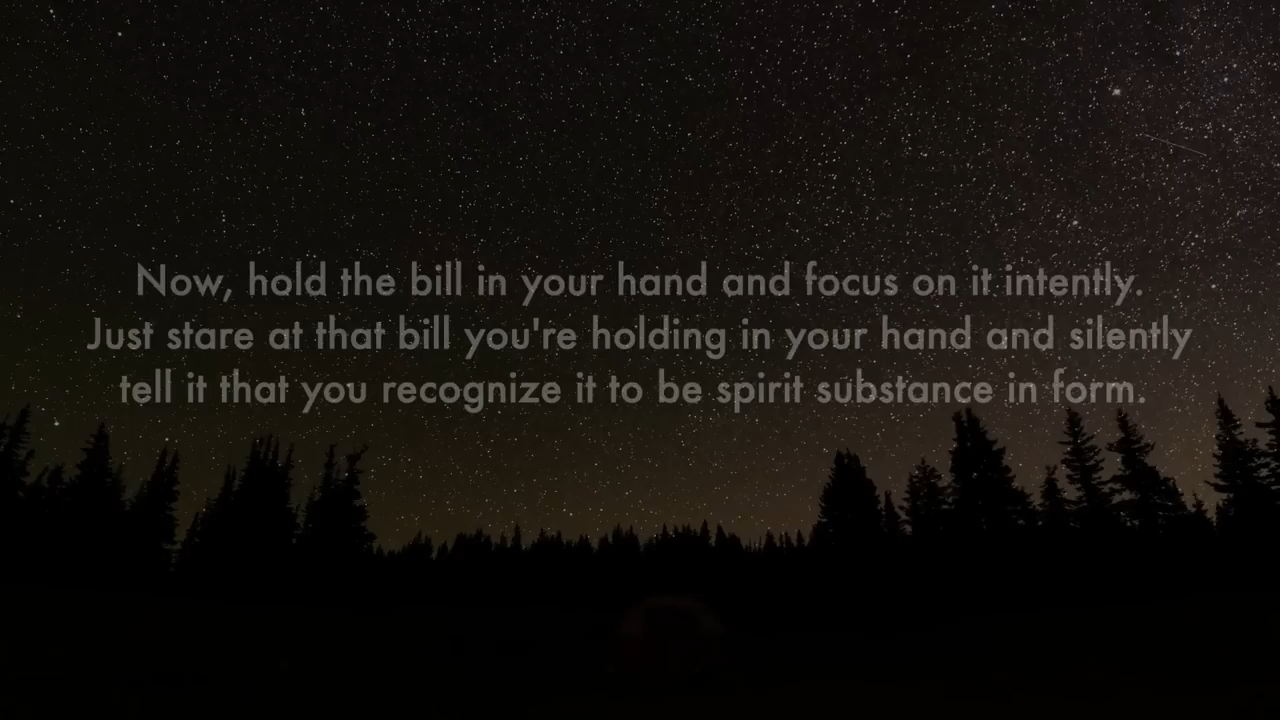 Now, hold the bill in your hand and focus on it intently.
Just stare at that bill you're holding in your hand and silently
tell it that you recognize it to be spirit substance in form.